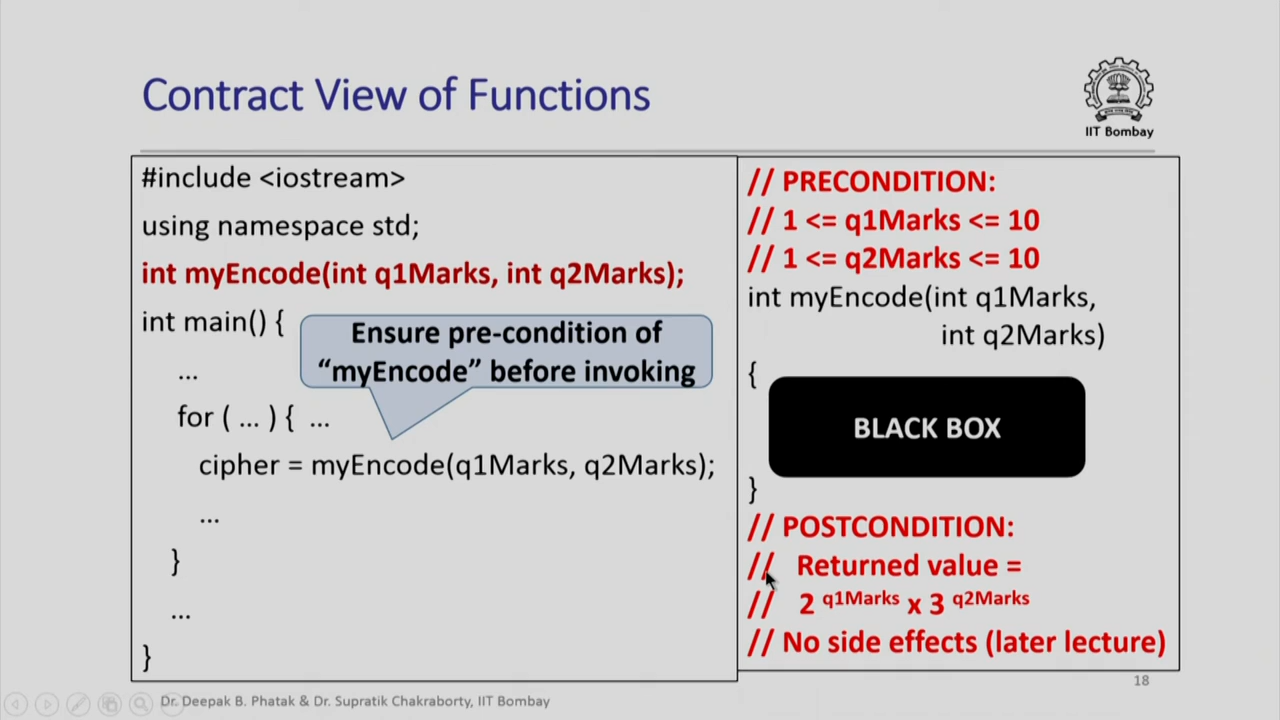 Contract View of Functions
IIT Bombay
#include <iostream>
using namespace std;
int myEncode(int q1Marks, int q2Marks);
int main() {
Ensure pre-condition of
“myEncode” before invoking
...
for ( ... ) { ...
cipher = myEncode(q1Marks, q2Marks);
...
}
...
}
// PRECONDITION:
// 1 <= q1Marks <= 10
// 1 <= q2Marks <= 10
int myEncode(int q1Marks,
int q2Marks)
{
BLACK BOX
}
// POSTCONDITION:
// Returned value =
// 2 q1Marks x 3 q2Marks
// No side effects (later lecture)
18
Dr. Deepak B. Phatak & Dr. Supratik Chakraborty, IIT Bombay